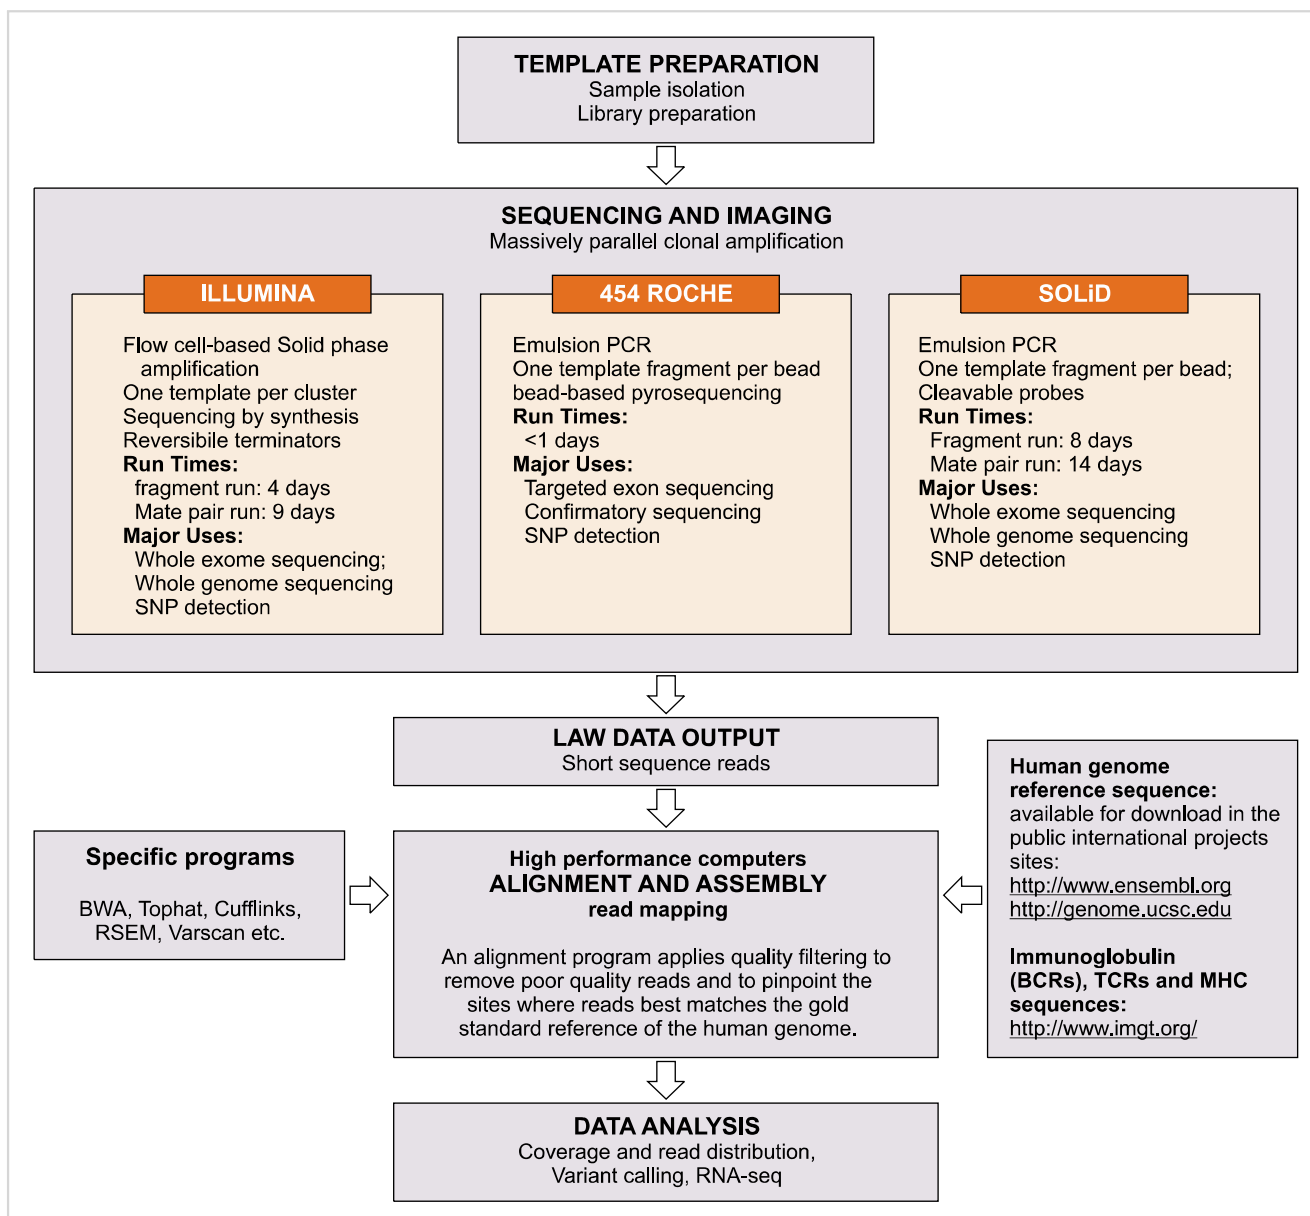 TEMPLATE PREPARATION
Sample isolation
Library preparation
SEQUENCING AND IMAGING
Massively parallel clonal amplification
ILLUMINA
Flow cell-based Solid phase
amplification
One template per cluster
Sequencing by synthesis
Reversibile terminators
Run Times:
fragment run: 4 days
Mate pair run: 9 days
Major Uses:
Whole exome sequencing;
Whole genome sequencing
SNP detection
454 ROCHE
Emulsion PCR
One template fragment per bead
bead-based pyrosequencing
Run Times:
<1 days
Major Uses:
Targeted exon sequencing
Confirmatory sequencing
SNP detection
SOLiD
Emulsion PCR
One template fragment per bead;
Cleavable probes
Run Times:
Fragment run: 8 days
Mate pair run: 14 days
Major Uses:
Whole exome sequencing
Whole genome sequencing
SNP detection
LAW DATA OUTPUT
Short sequence reads
Specific programs
BWA, Tophat, Cufflinks,
RSEM, Varscan etc.
High performance computers
ALIGNMENT AND ASSEMBLY
read mapping
An alignment program applies quality filtering to
remove poor quality reads and to pinpoint the
sites where reads best matches the gold
standard reference of the human genome.
Human genome
reference sequence:
available for download in the
public international projects
sites:
http://www.ensembl.org
http://genome.ucsc.edu
Immunoglobulin
(BCRs), TCRs and MHC
sequences:
http://www.imgt.org/
DATA ANALYSIS
Coverage and read distribution,
Variant calling, RNA-seq